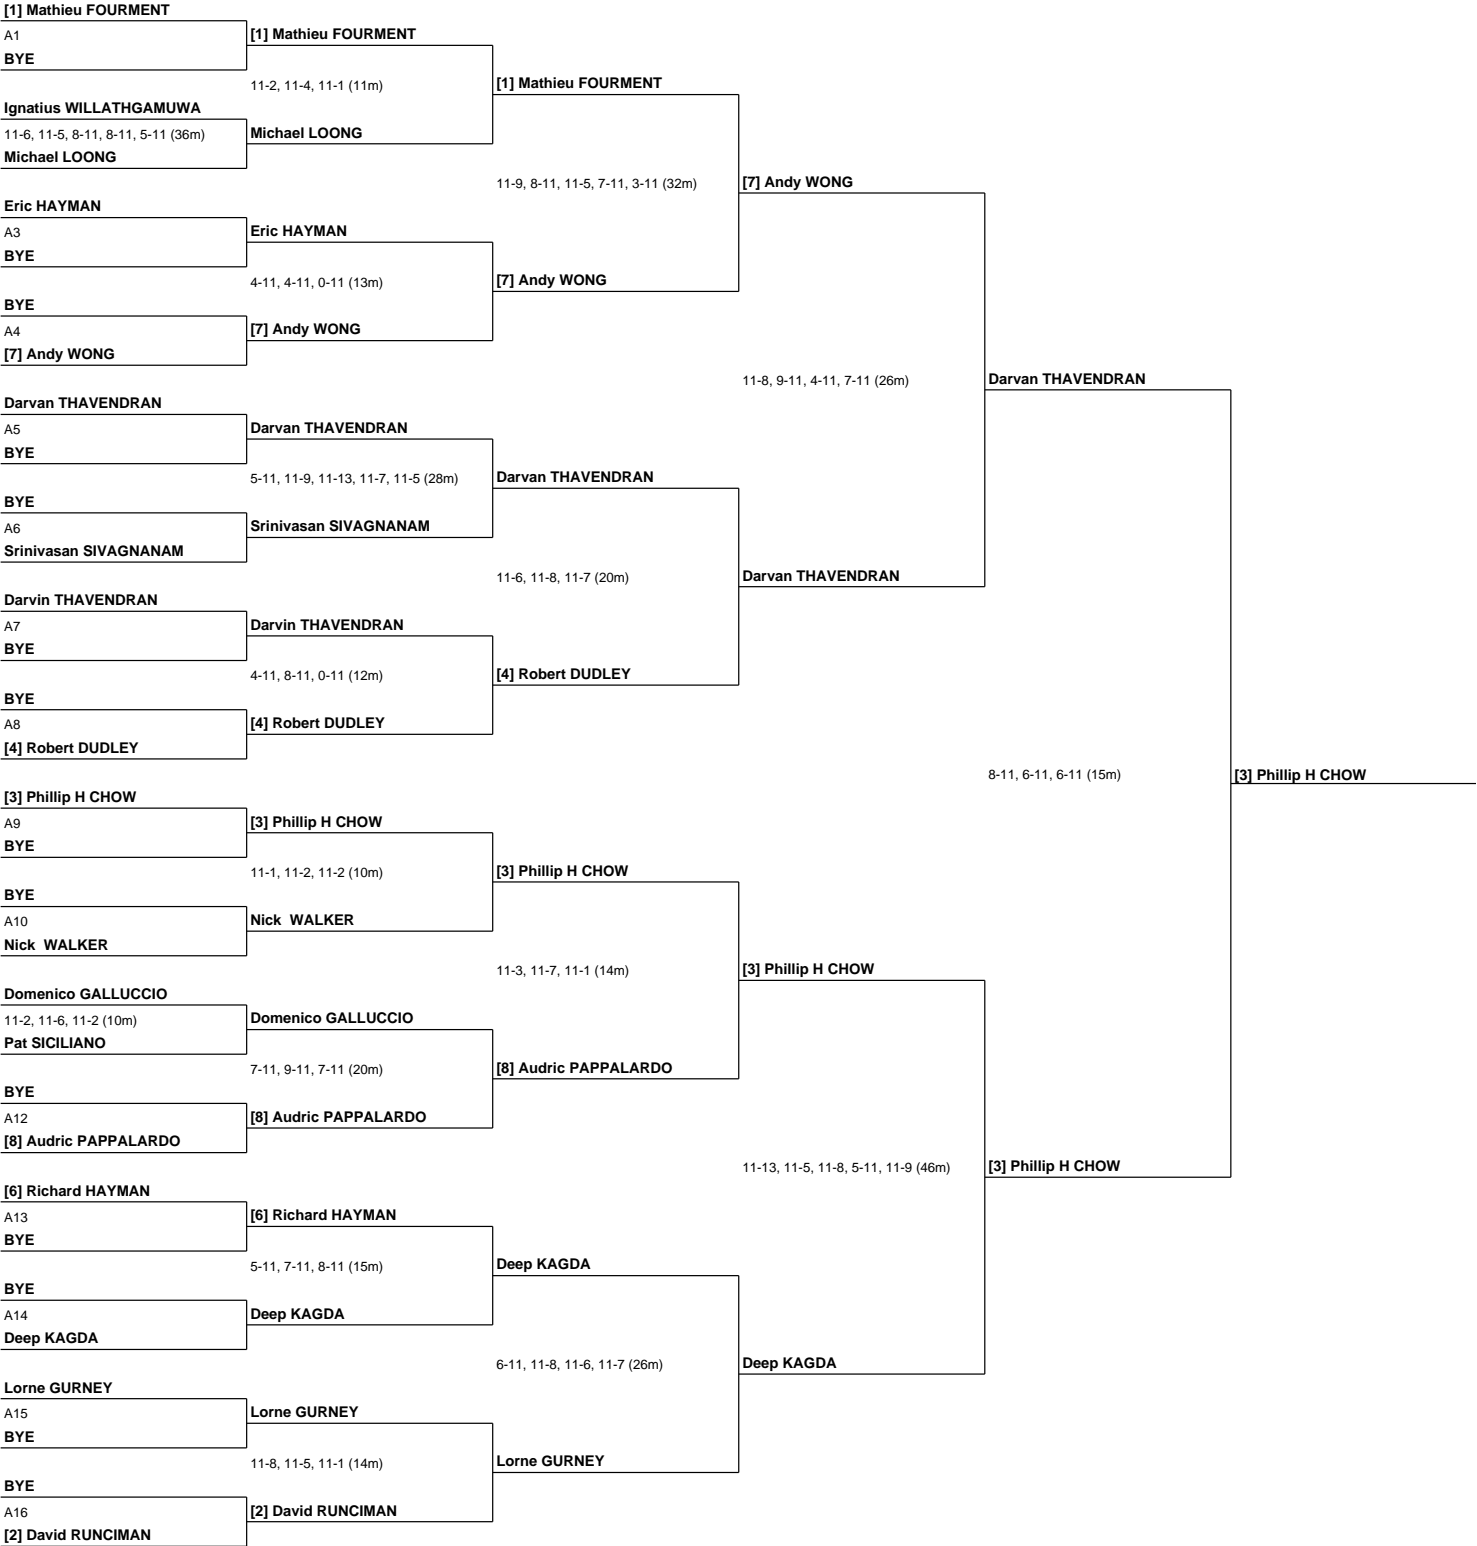 [1] Mathieu FOURMENT
A1
BYE
[1] Mathieu FOURMENT
11-2, 11-4, 11-1 (11m)
[1] Mathieu FOURMENT
Ignatius WILLATHGAMUWA
11-6, 11-5, 8-11, 8-11, 5-11 (36m)
Michael LOONG
Michael LOONG
11-9, 8-11, 11-5, 7-11, 3-11 (32m)
[7] Andy WONG
Eric HAYMAN
A3
BYE
Eric HAYMAN
4-11, 4-11, 0-11 (13m)
[7] Andy WONG
BYE
A4
[7] Andy WONG
[7] Andy WONG
11-8, 9-11, 4-11, 7-11 (26m)
Darvan THAVENDRAN
Darvan THAVENDRAN
A5
BYE
Darvan THAVENDRAN
5-11, 11-9, 11-13, 11-7, 11-5 (28m)
Darvan THAVENDRAN
BYE
A6
Srinivasan SIVAGNANAM
Srinivasan SIVAGNANAM
11-6, 11-8, 11-7 (20m)
Darvan THAVENDRAN
Darvin THAVENDRAN
A7
BYE
Darvin THAVENDRAN
4-11, 8-11, 0-11 (12m)
[4] Robert DUDLEY
BYE
A8
[4] Robert DUDLEY
[4] Robert DUDLEY
8-11, 6-11, 6-11 (15m)
[3] Phillip H CHOW
[3] Phillip H CHOW
A9
BYE
[3] Phillip H CHOW
11-1, 11-2, 11-2 (10m)
[3] Phillip H CHOW
BYE
A10
Nick  WALKER
Nick  WALKER
11-3, 11-7, 11-1 (14m)
[3] Phillip H CHOW
Domenico GALLUCCIO
11-2, 11-6, 11-2 (10m)
Pat SICILIANO
Domenico GALLUCCIO
7-11, 9-11, 7-11 (20m)
[8] Audric PAPPALARDO
BYE
A12
[8] Audric PAPPALARDO
[8] Audric PAPPALARDO
11-13, 11-5, 11-8, 5-11, 11-9 (46m)
[3] Phillip H CHOW
[6] Richard HAYMAN
A13
BYE
[6] Richard HAYMAN
5-11, 7-11, 8-11 (15m)
Deep KAGDA
BYE
A14
Deep KAGDA
Deep KAGDA
6-11, 11-8, 11-6, 11-7 (26m)
Deep KAGDA
Lorne GURNEY
A15
BYE
Lorne GURNEY
11-8, 11-5, 11-1 (14m)
Lorne GURNEY
BYE
A16
[2] David RUNCIMAN
[2] David RUNCIMAN